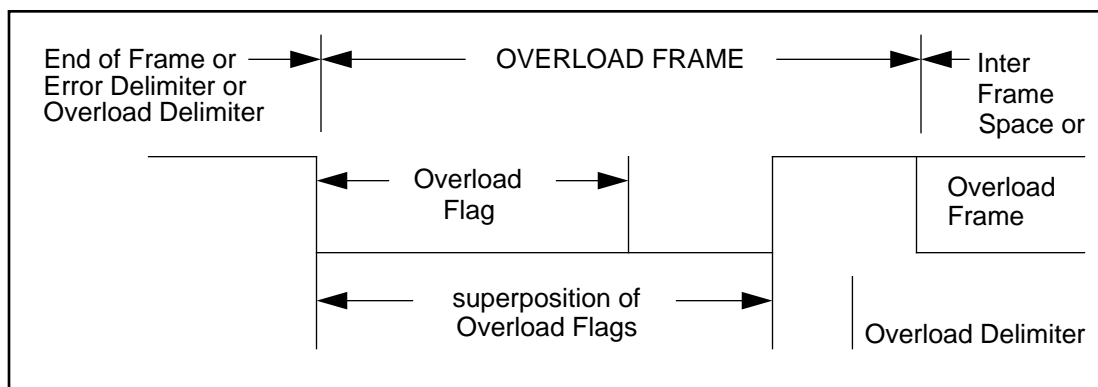 End of Frame or
Error Delimiter or
Overload Delimiter
OVERLOAD FRAME
Inter
Frame
Space or
Overload
Flag
Overload
Frame
superposition of
Overload Flags
Overload Delimiter